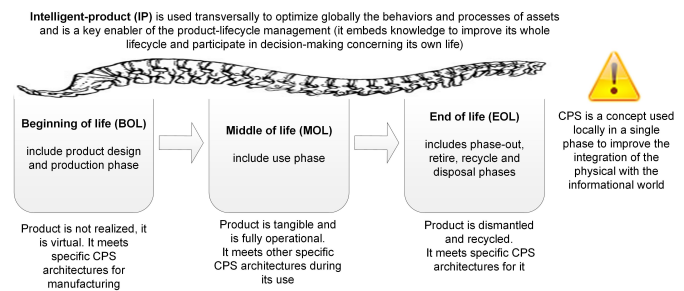 Intelligent-product (IP) is used transversally to optimize globally the behaviors and processes of assets
and is a key enabler of the product-lifecycle management (it embeds knowledge to improve its whole
lifecycle and participate in decision-making concerning its own life)
Beginning of life (BOL)
include product design
and production phase
Middle of life (MOL)
include use phase
End of life (EOL)
includes phase-out,
retire, recycle and
disposal phases
CPS is a concept used
locally in a single
phase to improve the
integration of the
physical with the
informational world
Product is not realized, it
is virtual. It meets
specific CPS
architectures for
manufacturing
Product is tangible and
is fully operational.
It meets other specific
CPS architectures during
its use
Product is dismantled
and recycled.
It meets specific CPS
architectures for it